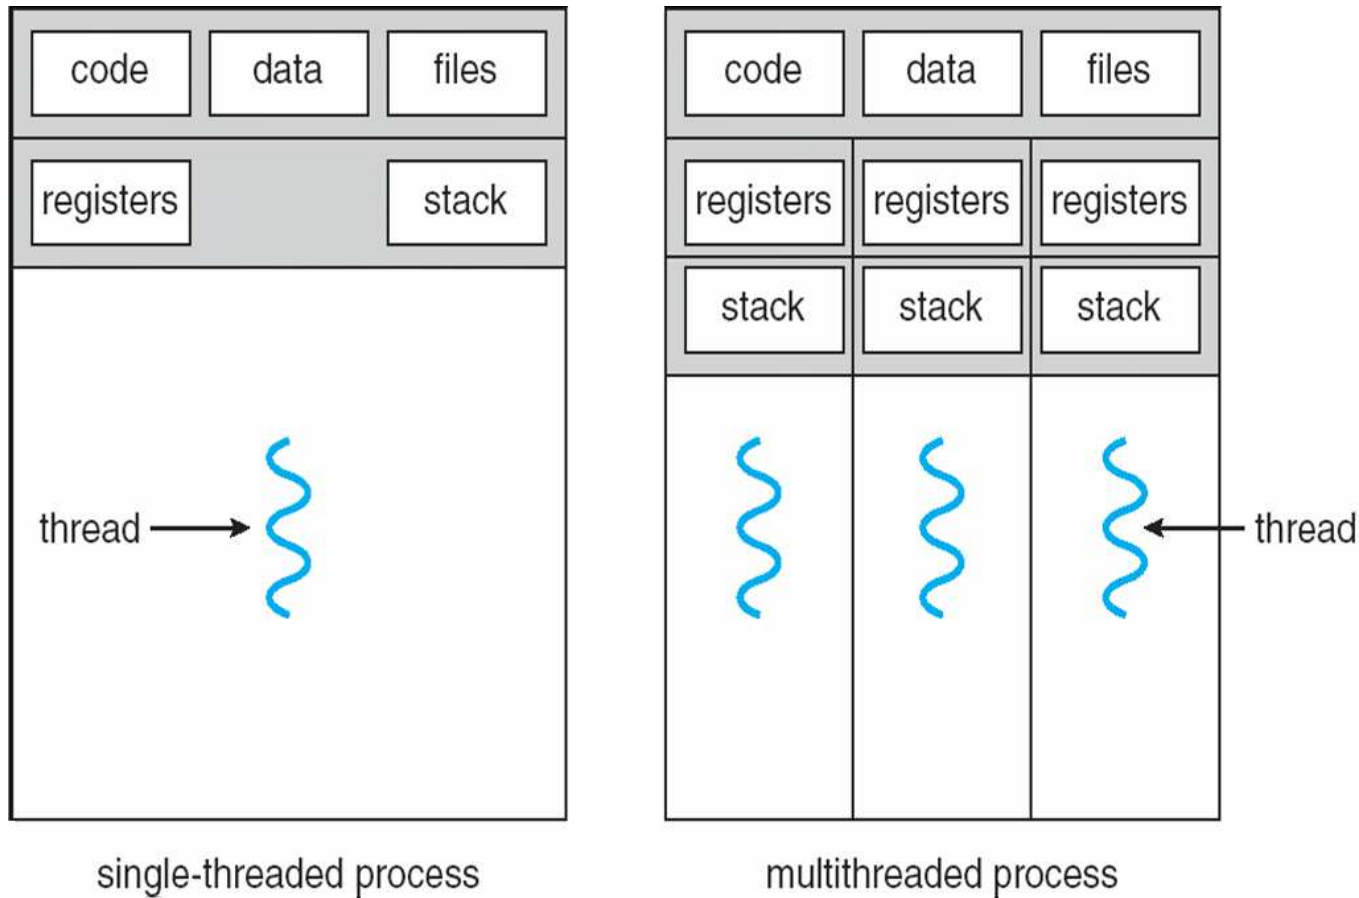 code data files
registers stack
thread
single-threaded process
code data files
registers registers registers
stack stack stack
thread
multithreaded process